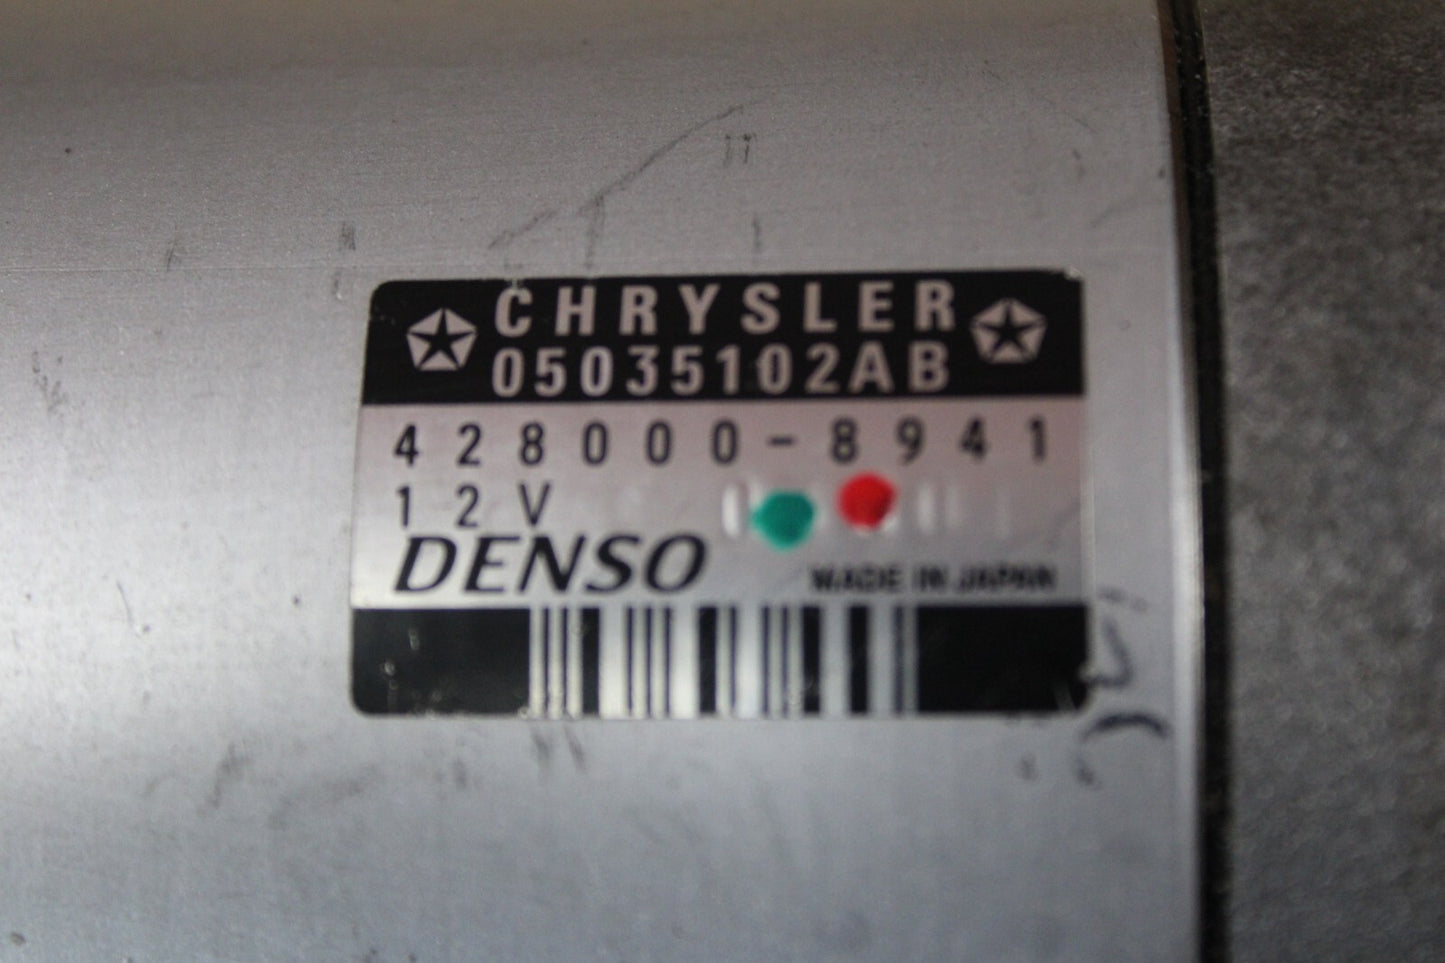 CHRYSLER
05035102AB
428000-8941
12V
DENSO
MADE IN JAPAN